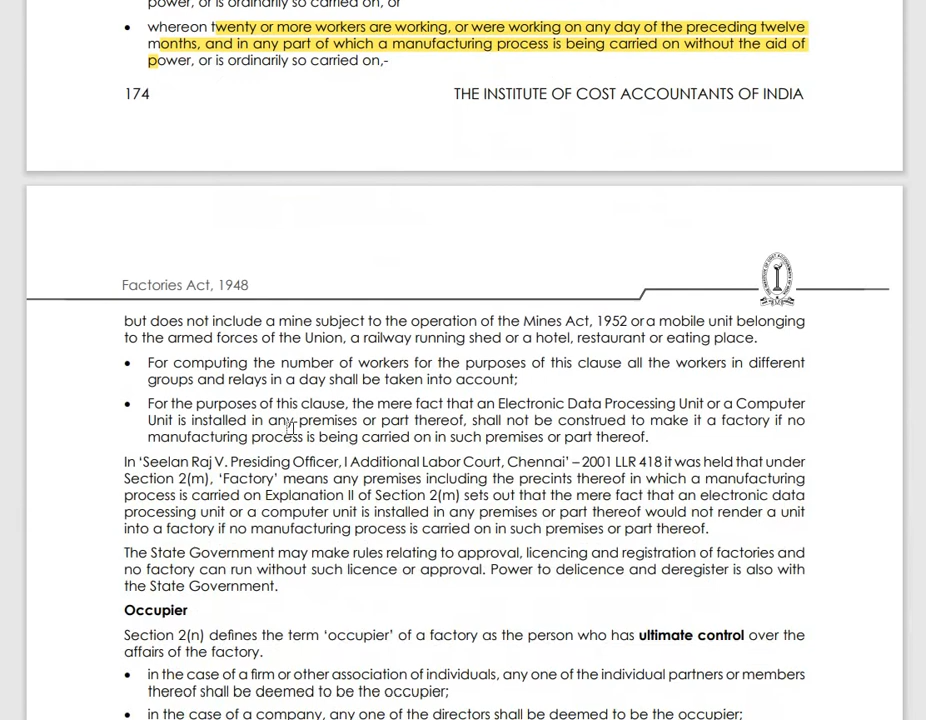 power, or is ordinarily so carried on, or
• whereon twenty or more workers are working, or were working on any day of the preceding twelve
months, and in any part of which a manufacturing process is being carried on without the aid of
power, or is ordinarily so carried on,-
174 THE INSTITUTE OF COST ACCOUNTANTS OF INDIA
Factories Act, 1948
but does not include a mine subject to the operation of the Mines Act, 1952 or a mobile unit belonging
to the armed forces of the Union, a railway running shed or a hotel, restaurant or eating place.
• For computing the number of workers for the purposes of this clause all the workers in different
groups and relays in a day shall be taken into account;
• For the purposes of this clause, the mere fact that an Electronic Data Processing Unit or a Computer
Unit is installed in any premises or part thereof, shall not be construed to make it a factory if no
manufacturing process is being carried on in such premises or part thereof.
In ‘Seelan Raj V. Presiding Officer, I Additional Labor Court, Chennai’ – 2001 LLR 418 it was held that under
Section 2(m), ‘Factory’ means any premises including the precints thereof in which a manufacturing
process is carried on Explanation II of Section 2(m) sets out that the mere fact that an electronic data
processing unit or a computer unit is installed in any premises or part thereof would not render a unit
into a factory if no manufacturing process is carried on in such premises or part thereof.
The State Government may make rules relating to approval, licencing and registration of factories and
no factory can run without such licence or approval. Power to delicence and deregister is also with
the State Government.
Occupier
Section 2(n) defines the term ‘occupier’ of a factory as the person who has ultimate control over the
affairs of the factory.
• in the case of a firm or other association of individuals, any one of the individual partners or members
thereof shall be deemed to be the occupier;
• in the case of a company, any one of the directors shall be deemed to be the occupier;